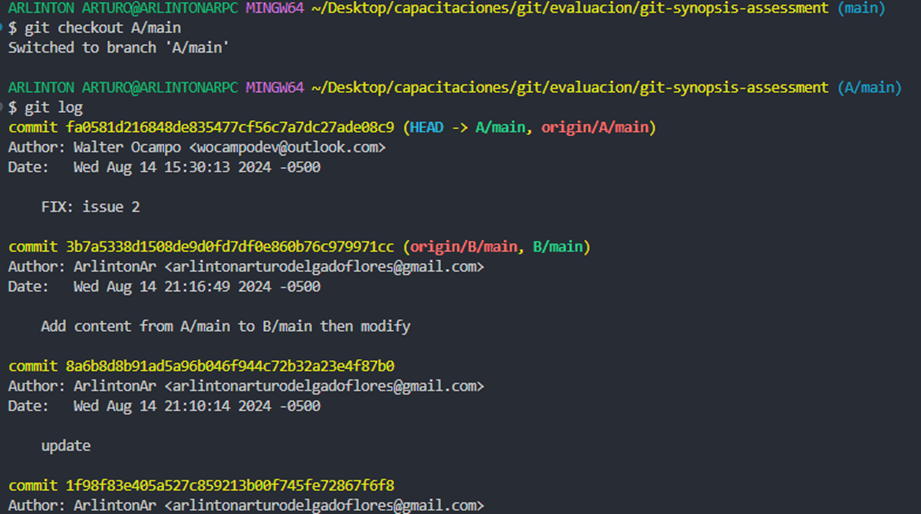 ARLINTON ARTURO@ARLINTONARPC MINGW64 ~/Desktop/capacitaciones/git/evaluacion/git-synopsis-assessment (main)
$ git checkout A/main
Switched to branch 'A/main'
ARLINTON ARTURO@ARLINTONARPC MINGW64 ~/Desktop/capacitaciones/git/evaluacion/git-synopsis-assessment (A/main)
$ git log
commit fa0581d216848de835477cf56c7a7dc27ade08c9 (HEAD -> A/main, origin/A/main)
Author: Walter Ocampo <wocampodev@outlook.com>
Date:   Wed Aug 14 15:30:13 2024 -0500
FIX: issue 2
commit 3b7a5338d1508de9d0fd7df0e860b76c979971cc (origin/B/main, B/main)
Author: ArlintonAr <arlintonarturodelgadoflores@gmail.com>
Date:   Wed Aug 14 21:16:49 2024 -0500
Add content from A/main to B/main then modify
commit 8a6b8d8b91ad5a96b046f944c72b32a23e4f87b0
Author: ArlintonAr <arlintonarturodelgadoflores@gmail.com>
Date:   Wed Aug 14 21:10:14 2024 -0500
update
commit 1f98f83e405a527c859213b00f745fe72867f6f8
Author: ArlintonAr <arlintonarturodelgadoflores@gmail.com>